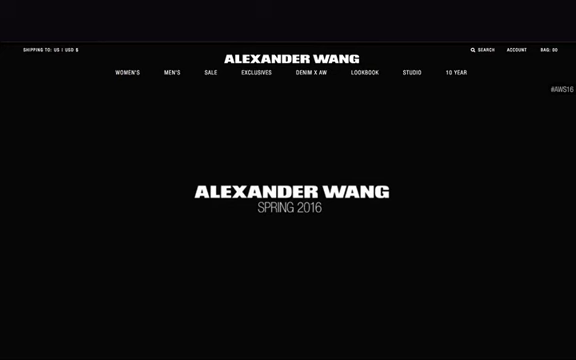 SHIPPING TO: US | USD $
SEARCH ACCOUNT BAG: 00
ALEXANDER WANG
WOMEN'S MEN'S SALE EXCLUSIVES DENIM X AW LOOKBOOK STUDIO 10 YEAR
#AWS16
ALEXANDER WANG
SPRING 2016